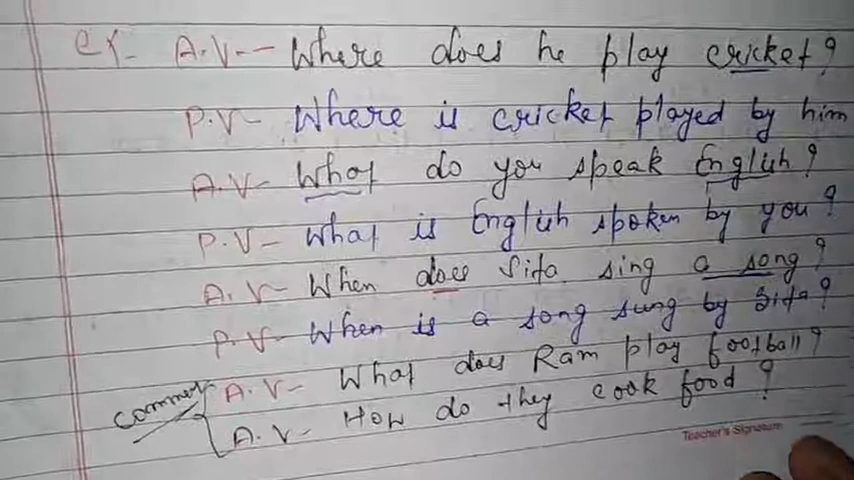 ex- A.V-- Where does he play cricket?
P.V- Where is cricket played by him
A.V- What do you speak English?
P.V- What is English spoken by you?
A.V- When does Sita sing a song?
P.V- When is a song sung by Sita?
A.V- What does Ram play football?
comment A.V- How do they cook food?
Teacher's Signature